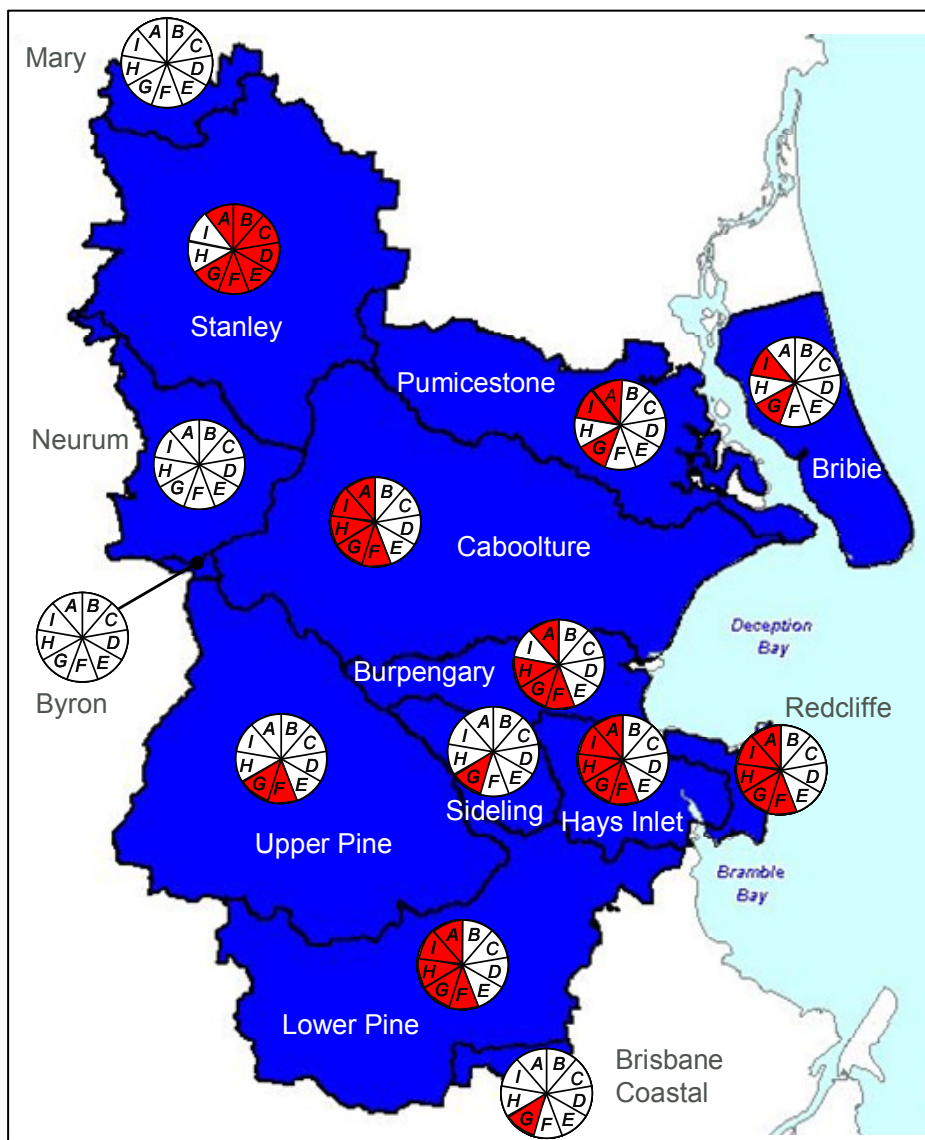 Mary
A B C D E F G H I
Stanley
A B C D E F G H I
Pumicestone
A B C D E F G H I
Bribie
A B C D E F G H I
Neurum
A B C D E F G H I
Caboolture
A B C D E F G H I
Byron
A B C D E F G H I
Deception
Bay
Burpengary
A B C D E F G H I
Redcliffe
A B C D E F G H I
Sideling
A B C D E F G H I
Hays Inlet
A B C D E F G H I
Upper Pine
A B C D E F G H I
Bramble
Bay
Lower Pine
A B C D E F G H I
Brisbane
Coastal
A B C D E F G H I